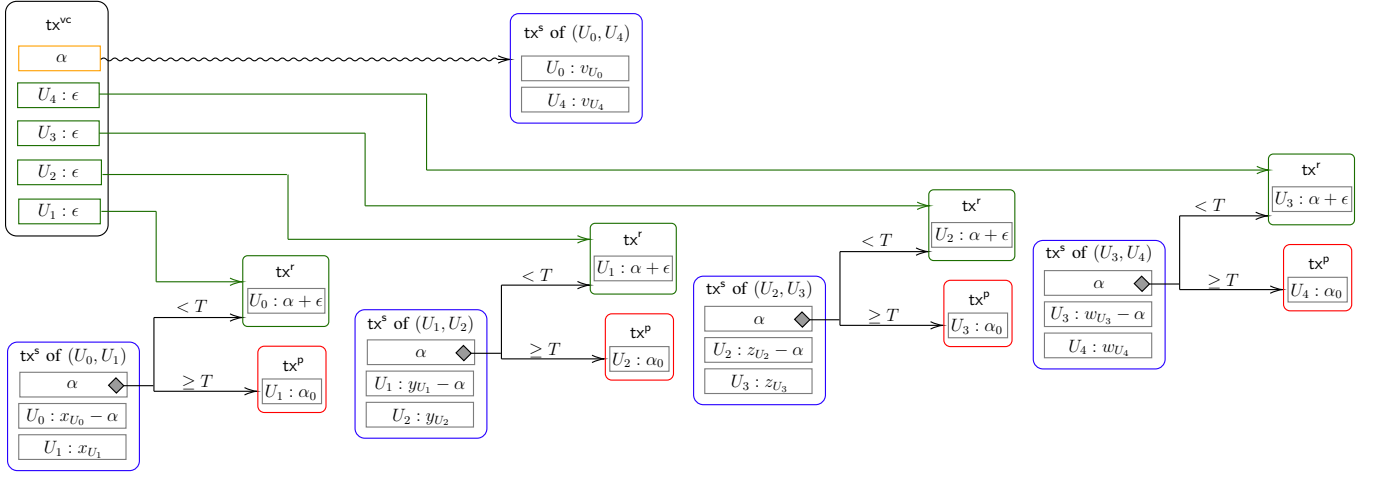 tx^vc
α
U_4 : ϵ
U_3 : ϵ
U_2 : ϵ
U_1 : ϵ
tx^s of (U_0, U_4)
U_0 : v_{U_0}
U_4 : v_{U_4}
tx^s of (U_0, U_1)
α
U_0 : x_{U_0} − α
U_1 : x_{U_1}
< T
≥ T
tx^r
U_0 : α + ϵ
tx^p
U_1 : α_0
tx^s of (U_1, U_2)
α
U_1 : y_{U_1} − α
U_2 : y_{U_2}
< T
≥ T
tx^r
U_1 : α + ϵ
tx^p
U_2 : α_0
tx^s of (U_2, U_3)
α
U_2 : z_{U_2} − α
U_3 : z_{U_3}
< T
≥ T
tx^r
U_2 : α + ϵ
tx^p
U_3 : α_0
tx^s of (U_3, U_4)
α
U_3 : w_{U_3} − α
U_4 : w_{U_4}
< T
≥ T
tx^r
U_3 : α + ϵ
tx^p
U_4 : α_0